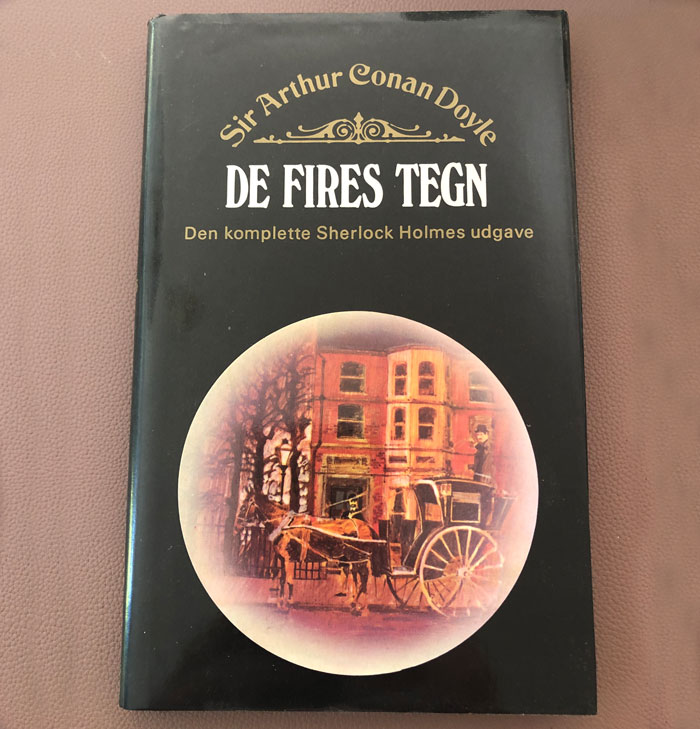 Sir Arthur Conan Doyle
DE FIRES TEGN
Den komplette Sherlock Holmes udgave